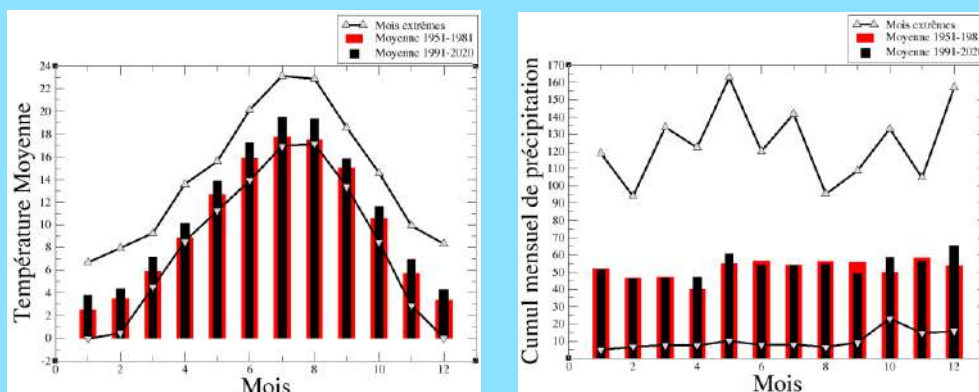 Mois extrêmes
Moyenne 1951-1981
Moyenne 1991-2020
24
22
20
18
16
14
12
10
8
6
4
2
0
-2
Température Moyenne
0 2 4 6 8 10 12
Mois
Mois extrêmes
Moyenne 1951-198
Moyenne 1991-2020
170
160
150
140
130
120
110
100
90
80
70
60
50
40
30
20
10
Cumul mensuel de précipitation
0 2 4 6 8 10 12
Mois